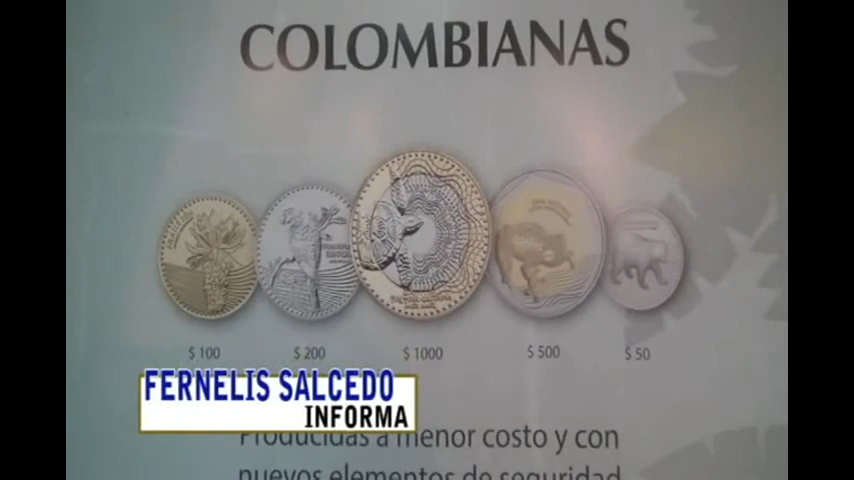 COLOMBIANAS
$ 100
$ 200
$ 1000
$ 500
$ 50
FERNELIS SALCEDO
INFORMA
Producidas a menor costo y con
nuevos elementos de seguridad